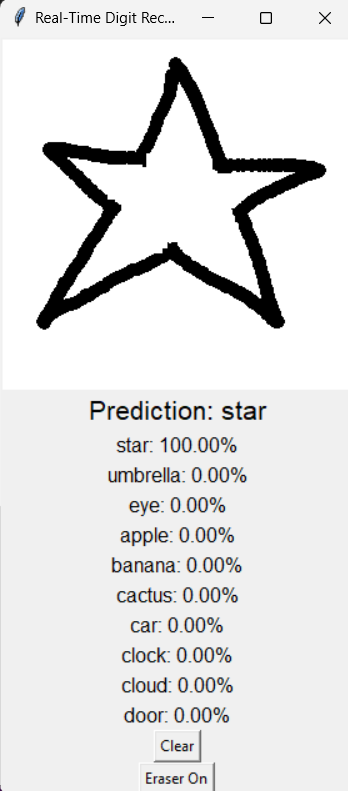 Real-Time Digit Rec...
Prediction: star
star: 100.00%
umbrella: 0.00%
eye: 0.00%
apple: 0.00%
banana: 0.00%
cactus: 0.00%
car: 0.00%
clock: 0.00%
cloud: 0.00%
door: 0.00%
Clear
Eraser On